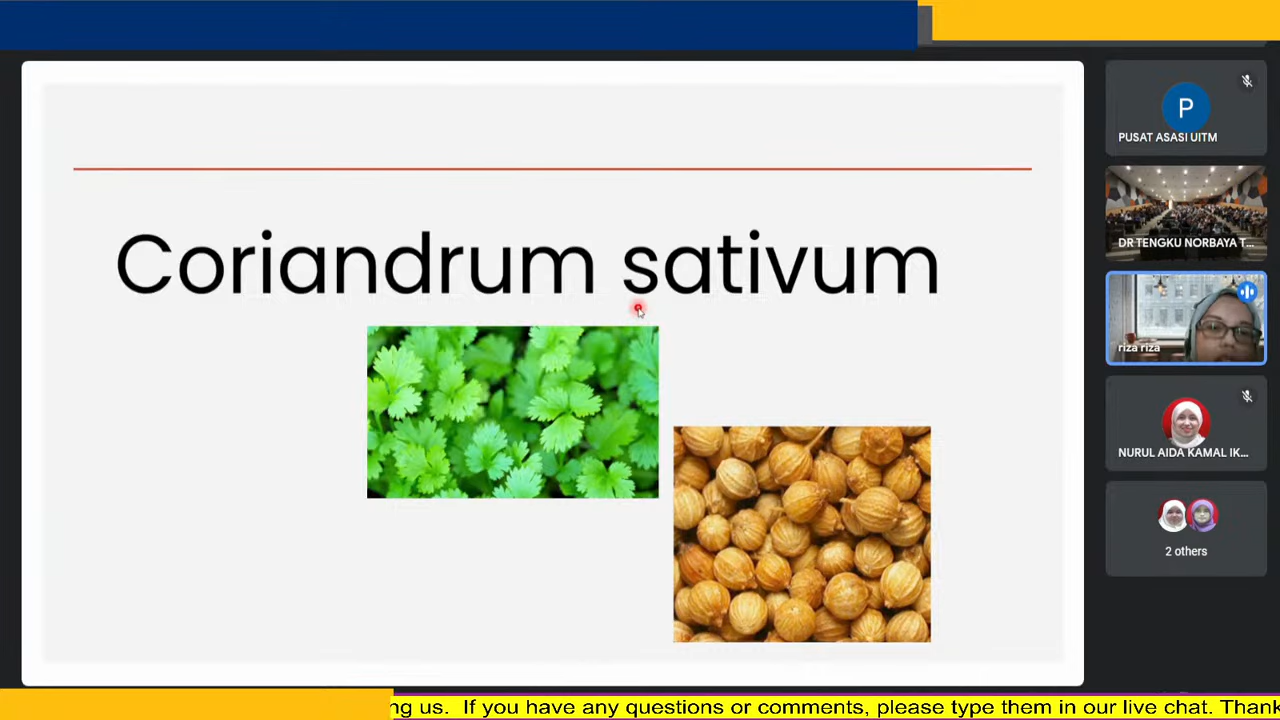 Coriandrum sativum
P
PUSAT ASASI UITM
DR TENGKU NORBAYA T...
riza riza
NURUL AIDA KAMAL IK...
2 others
ng us. If you have any questions or comments, please type them in our live chat. Thank